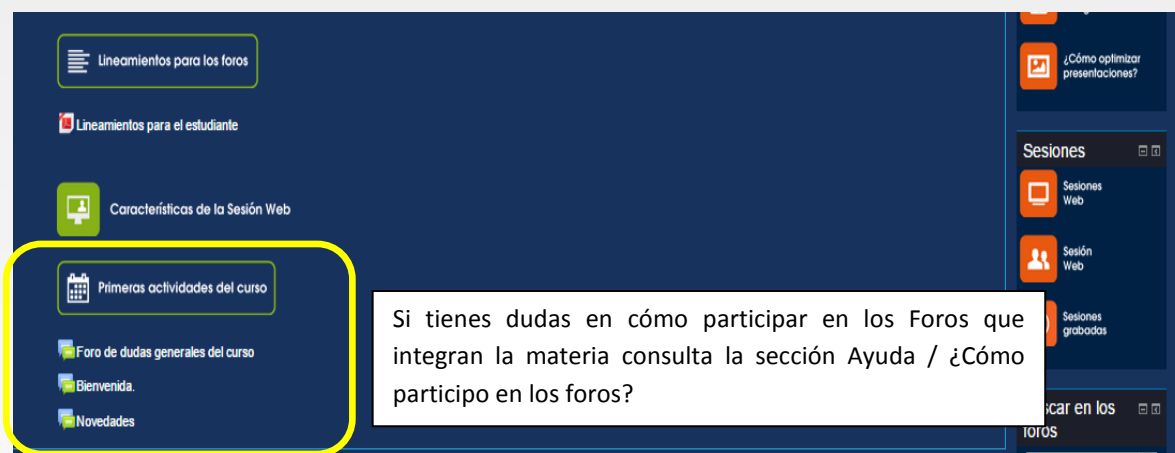 Lineamientos para los foros
Lineamientos para el estudiante
Características de la Sesión Web
Primeras actividades del curso
Foro de dudas generales del curso
Bienvenida.
Novedades
Si tienes dudas en cómo participar en los Foros que
integran la materia consulta la sección Ayuda / ¿Cómo
participo en los foros?
¿Cómo optimizar
presentaciones?
Sesiones
Sesiones
Web
Sesión
Web
Sesiones
grabadas
en los
foros